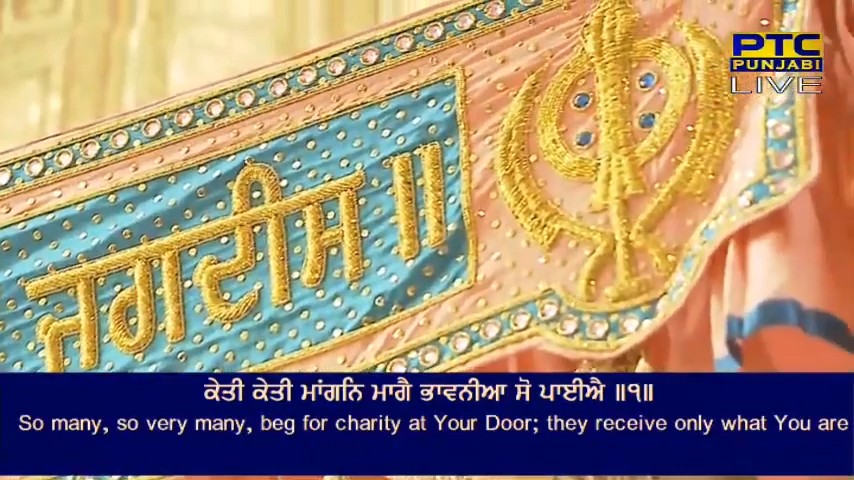 PTC
PUNJABI
LIVE
ਜਗਦੀਸ ॥
ਕੇਤੀ ਕੇਤੀ ਮਾਂਗਨਿ ਮਾਗੈ ਭਾਵਨੀਆ ਸੋ ਪਾਈਐ ॥੧॥
So many, so very many, beg for charity at Your Door; they receive only what You are